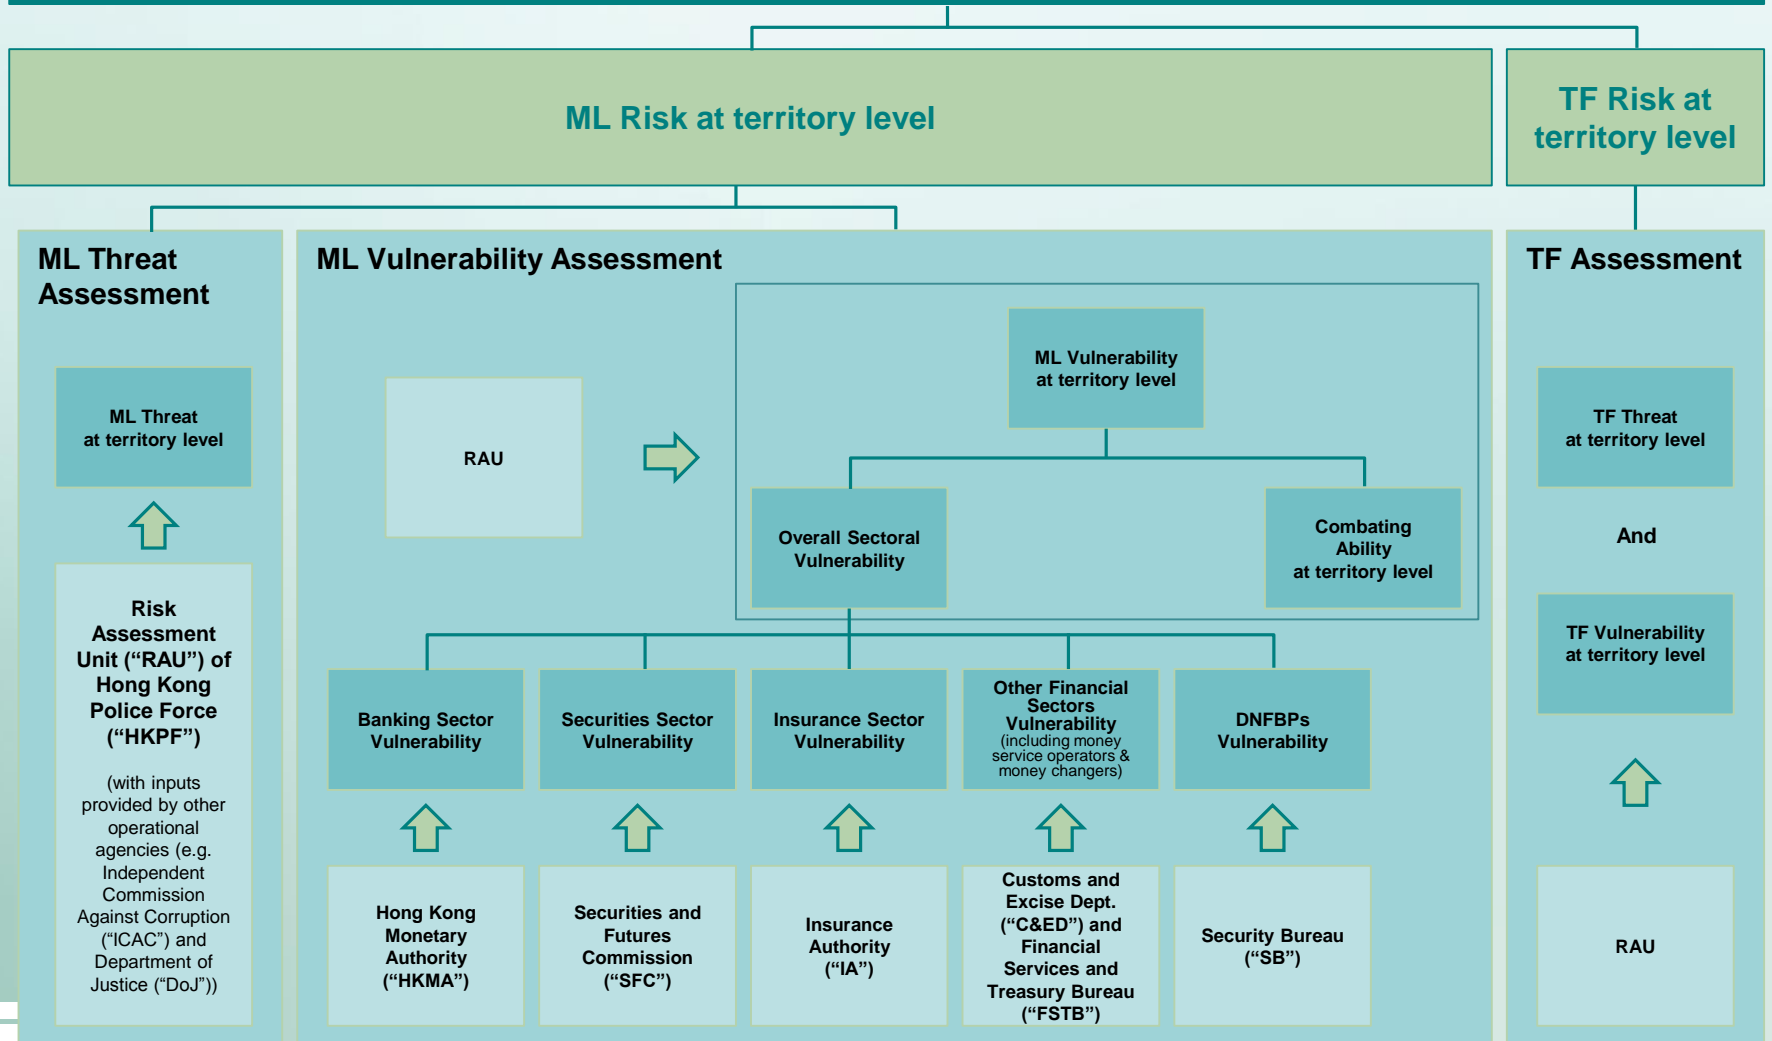 ML Risk at territory level
TF Risk at
territory level
ML Threat
Assessment
ML Threat
at territory level
Risk
Assessment
Unit (“RAU”) of
Hong Kong
Police Force
(“HKPF”)
(with inputs
provided by other
operational
agencies (e.g.
Independent
Commission
Against Corruption
(“ICAC”) and
Department of
Justice (“DoJ”))
ML Vulnerability Assessment
RAU
ML Vulnerability
at territory level
Overall Sectoral
Vulnerability
Combating
Ability
at territory level
Banking Sector
Vulnerability
Securities Sector
Vulnerability
Insurance Sector
Vulnerability
Other Financial
Sectors
Vulnerability
(including money
service operators &
money changers)
DNFBPs
Vulnerability
Hong Kong
Monetary
Authority
(“HKMA”)
Securities and
Futures
Commission
(“SFC”)
Insurance
Authority
(“IA”)
Customs and
Excise Dept.
(“C&ED”) and
Financial
Services and
Treasury Bureau
(“FSTB”)
Security Bureau
(“SB”)
TF Assessment
TF Threat
at territory level
And
TF Vulnerability
at territory level
RAU